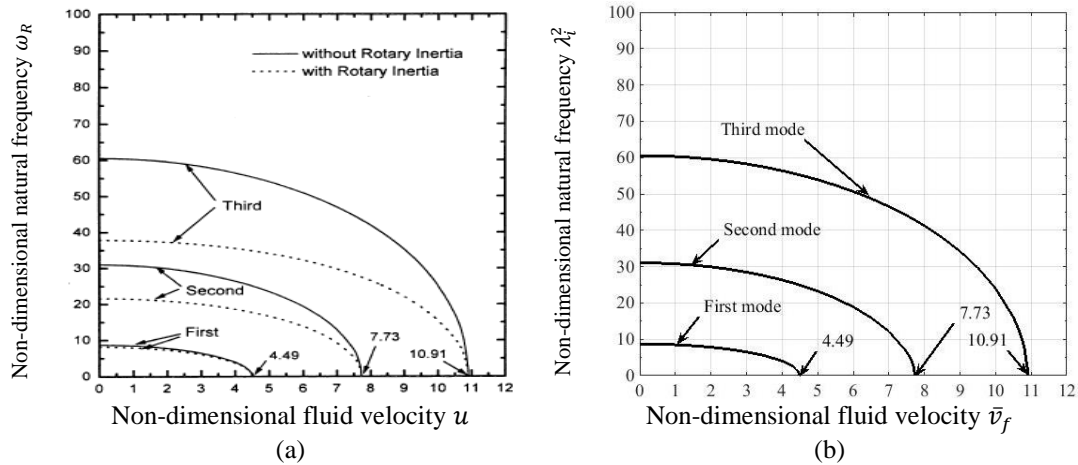 Non-dimensional natural frequency ω_R
100
90
80
70
60
50
40
30
20
10
0
without Rotary Inertia
with Rotary Inertia
Third
Second
First
4.49
7.73
10.91
0 1 2 3 4 5 6 7 8 9 10 11 12
Non-dimensional fluid velocity u
(a)
Non-dimensional natural frequency λ_i^2
100
90
80
70
60
50
40
30
20
10
0
Third mode
Second mode
First mode
4.49
7.73
10.91
0 1 2 3 4 5 6 7 8 9 10 11 12
Non-dimensional fluid velocity v̄_f
(b)